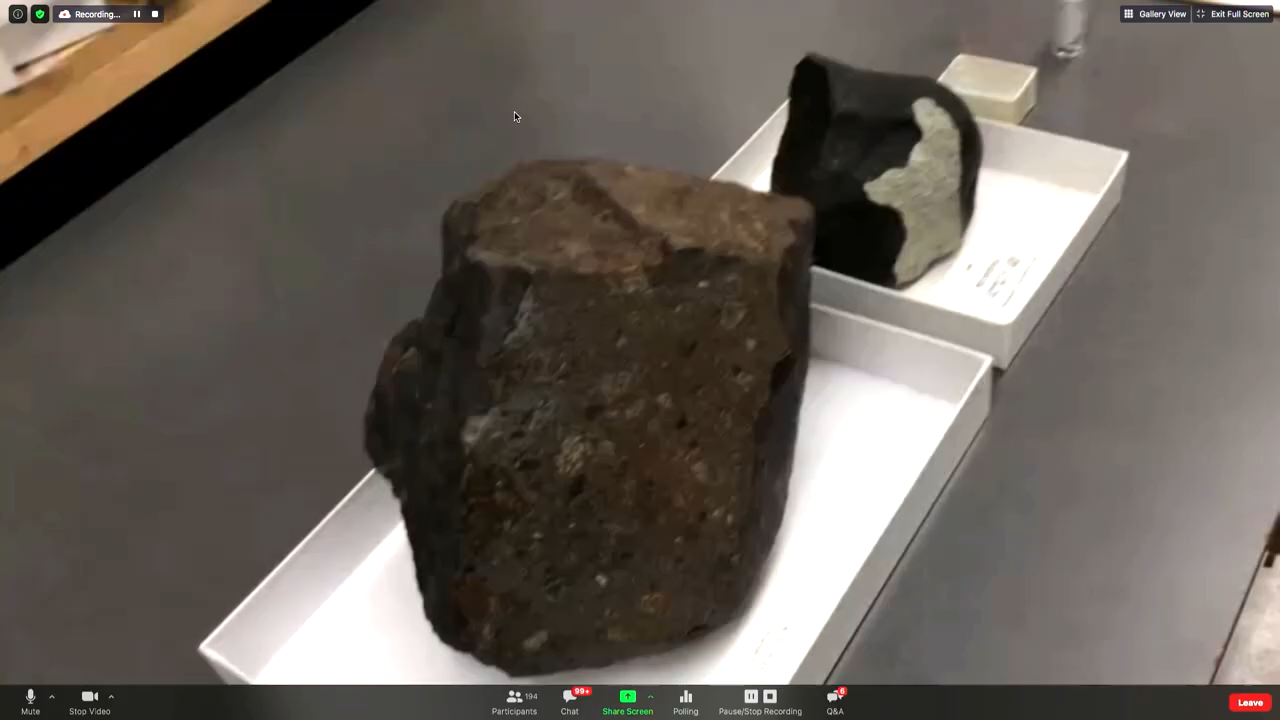 Recording...
Gallery View
Exit Full Screen
Mute
Stop Video
Participants
194
Chat
99+
Share Screen
Polling
Pause/Stop Recording
Q&A
6
Leave